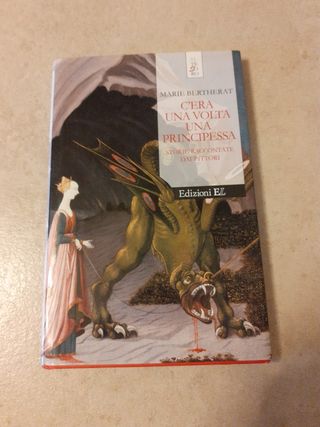 MARIE BERTHERAT
C'ERA
UNA VOLTA
UNA
PRINCIPESSA
STORIE RACCONTATE
DAI PITTORI
Edizioni EL